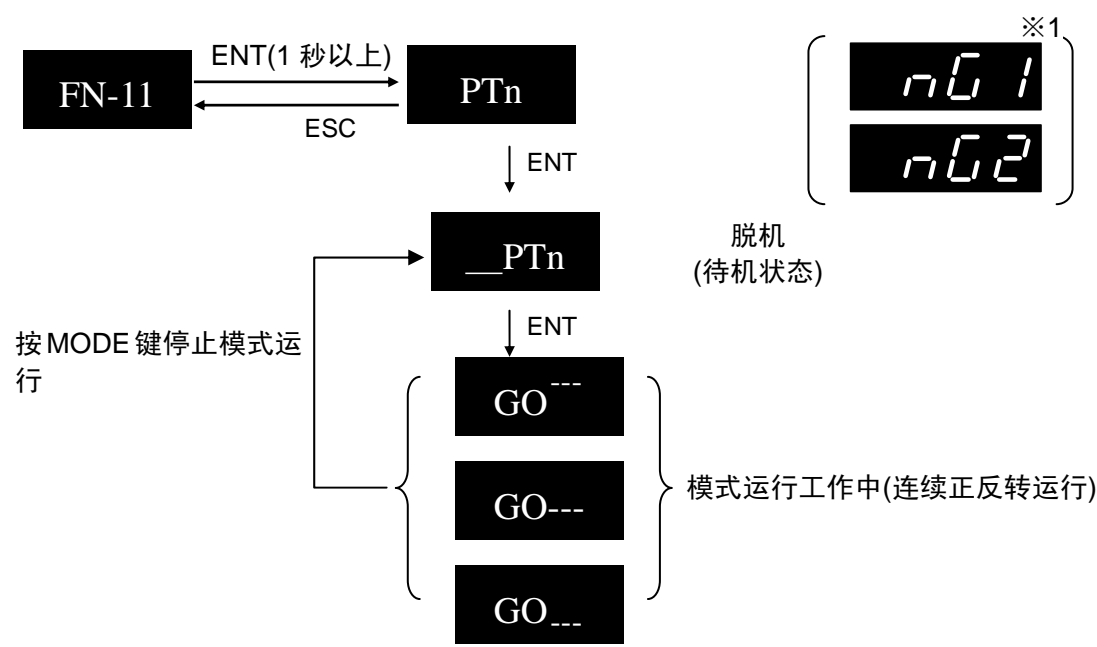 ※1
ENT(1 秒以上)
FN-11
PTn
ESC
nG 1
nG2
ENT
__PTn
脱机
(待机状态)
ENT
按MODE键停止模式运
行
GO---
GO---
模式运行工作中(连续正反转运行)
GO---